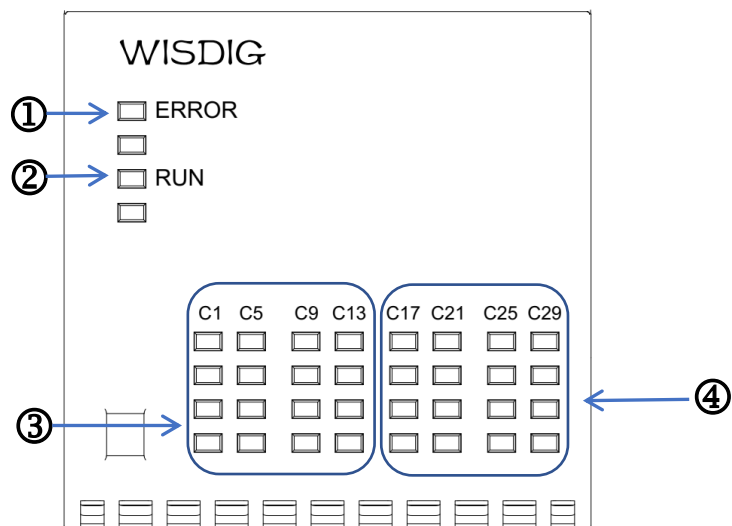 WISDIG
① ERROR
② RUN
C1 C5 C9 C13 C17 C21 C25 C29
④
③